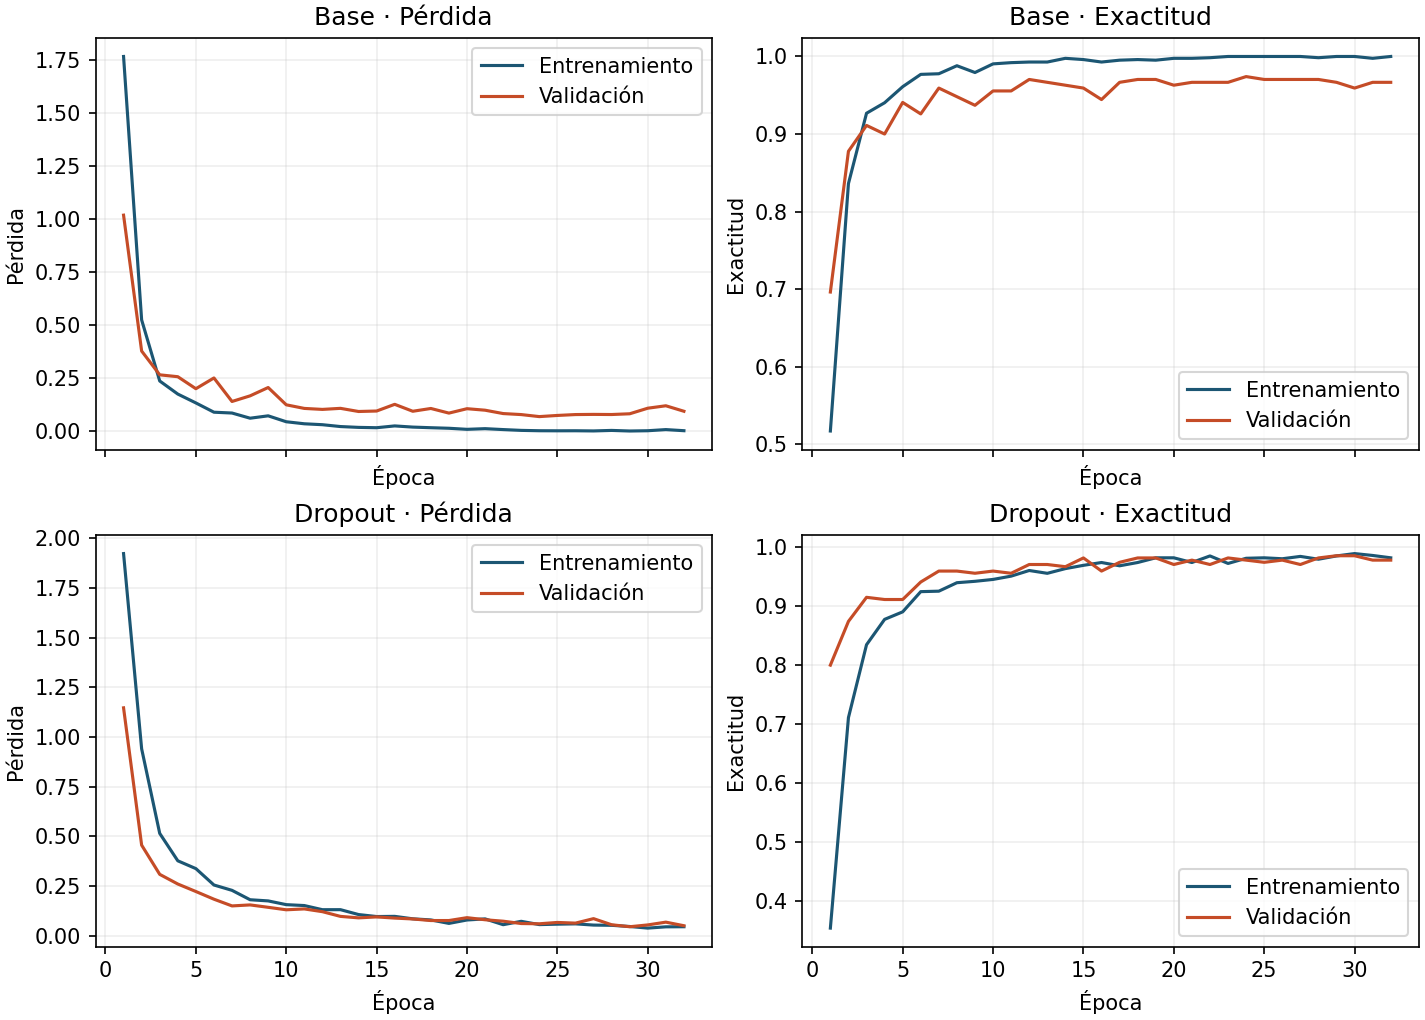 Base · Pérdida
1.75
1.50
1.25
1.00
0.75
0.50
0.25
0.00
Pérdida
Época
Entrenamiento
Validación
Base · Exactitud
1.0
0.9
0.8
0.7
0.6
0.5
Exactitud
Época
Entrenamiento
Validación
Dropout · Pérdida
2.00
1.75
1.50
1.25
1.00
0.75
0.50
0.25
0.00
Pérdida
0 5 10 15 20 25 30
Época
Entrenamiento
Validación
Dropout · Exactitud
1.0
0.9
0.8
0.7
0.6
0.5
0.4
Exactitud
0 5 10 15 20 25 30
Época
Entrenamiento
Validación